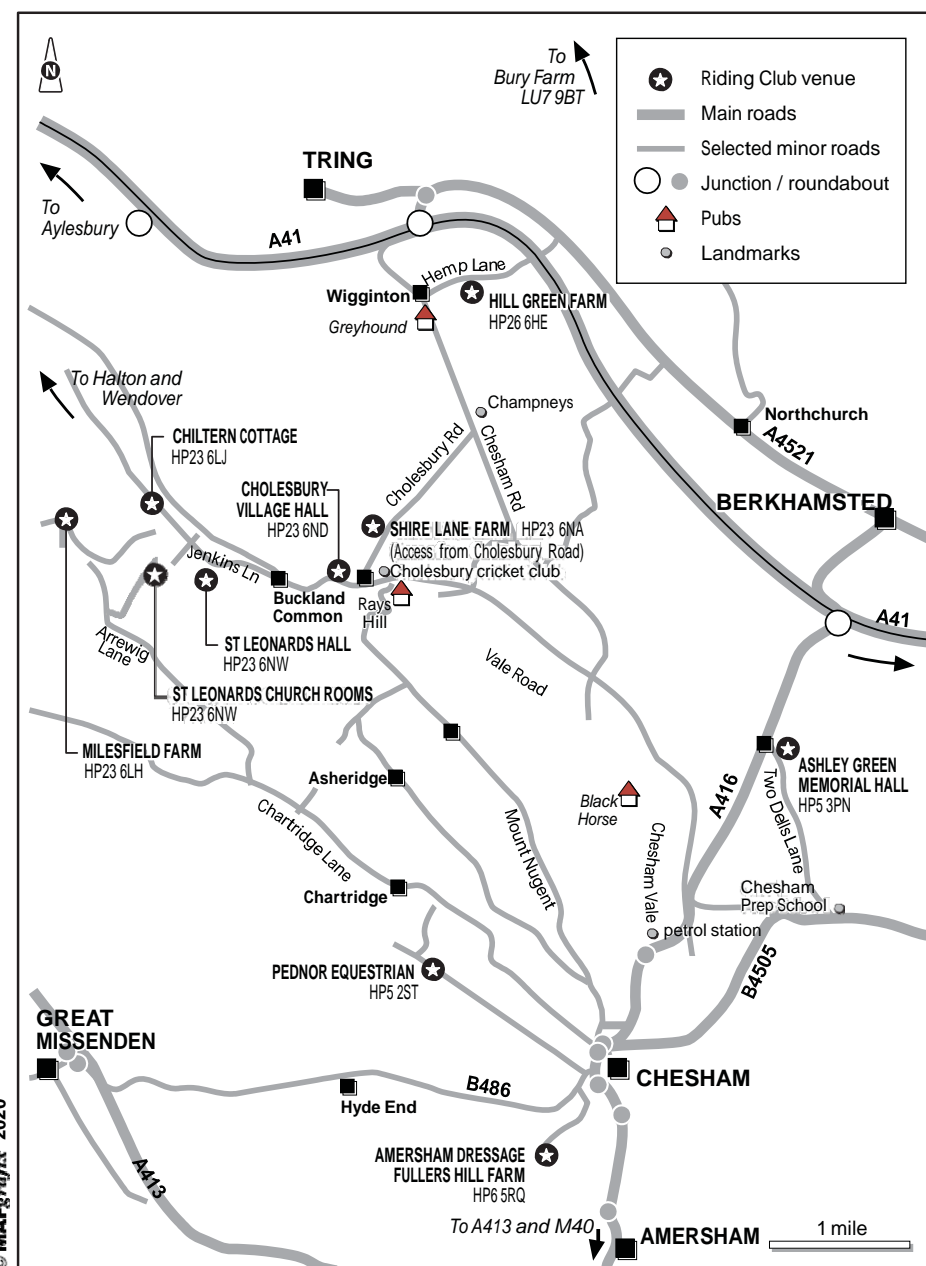 N
To
Bury Farm
LU7 9BT
Riding Club venue
Main roads
Selected minor roads
Junction / roundabout
Pubs
Landmarks
TRING
To
Aylesbury
A41
Hemp Lane
Wigginton
Greyhound
HILL GREEN FARM
HP26 6HE
To Halton and
Wendover
Champneys
Northchurch
A4521
CHILTERN COTTAGE
HP23 6LJ
Cholesbury Rd
Chesham Rd
BERKHAMSTED
CHOLESBURY
VILLAGE HALL
HP23 6ND
SHIRE LANE FARM HP23 6NA
(Access from Cholesbury Road)
Cholesbury cricket club
Jenkins Ln
Buckland
Common
Rays
Hill
A41
Arrewig
Lane
ST LEONARDS HALL
HP23 6NW
Vale Road
ST LEONARDS CHURCH ROOMS
HP23 6NW
MILESFIELD FARM
HP23 6LH
ASHLEY GREEN
MEMORIAL HALL
HP5 3PN
Asheridge
A416
Two Dells Lane
Black
Horse
Chartridge Lane
Mount Nugent
Chesham Vale
Chartridge
Chesham
Prep School
petrol station
PEDNOR EQUESTRIAN
HP5 2ST
B4505
GREAT
MISSENDEN
CHESHAM
B486
Hyde End
AMERSHAM DRESSAGE
FULLERS HILL FARM
HP6 5RQ
A413
To A413 and M40
AMERSHAM
1 mile
© MAPgrafix 2020